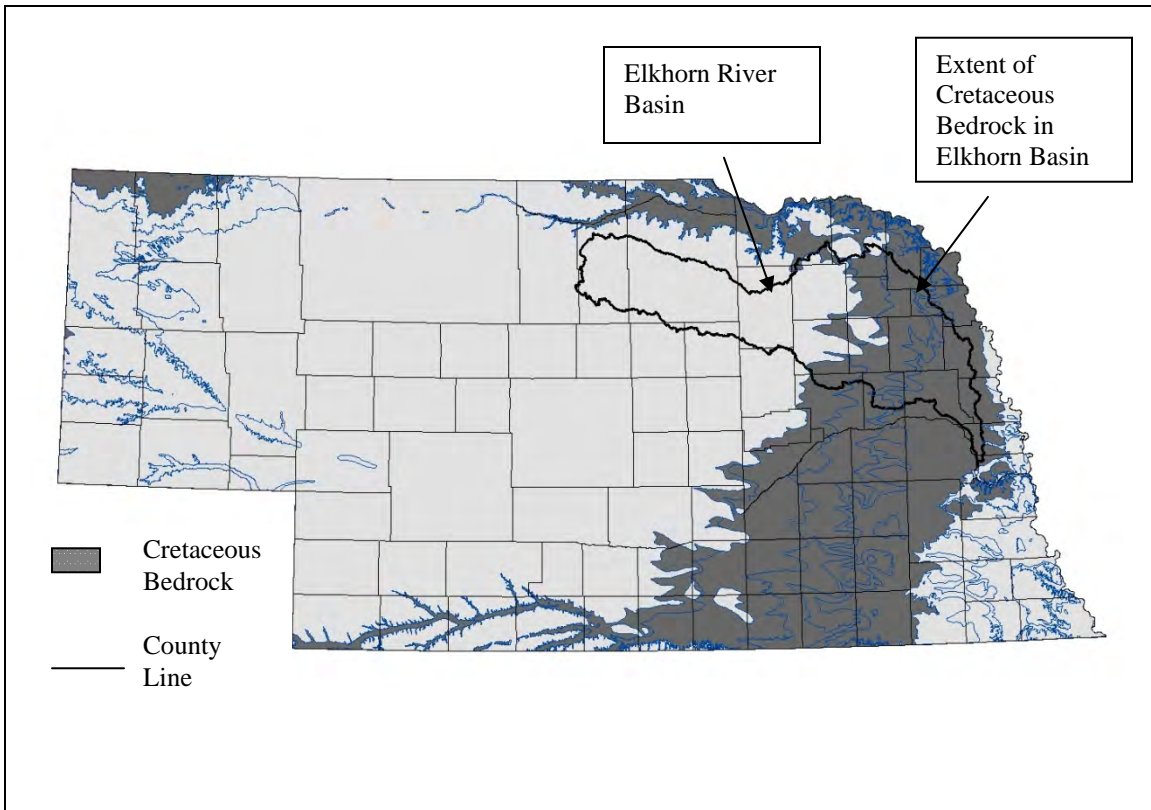 Elkhorn River
Basin
Extent of
Cretaceous
Bedrock in
Elkhorn Basin
Cretaceous
Bedrock
County
Line